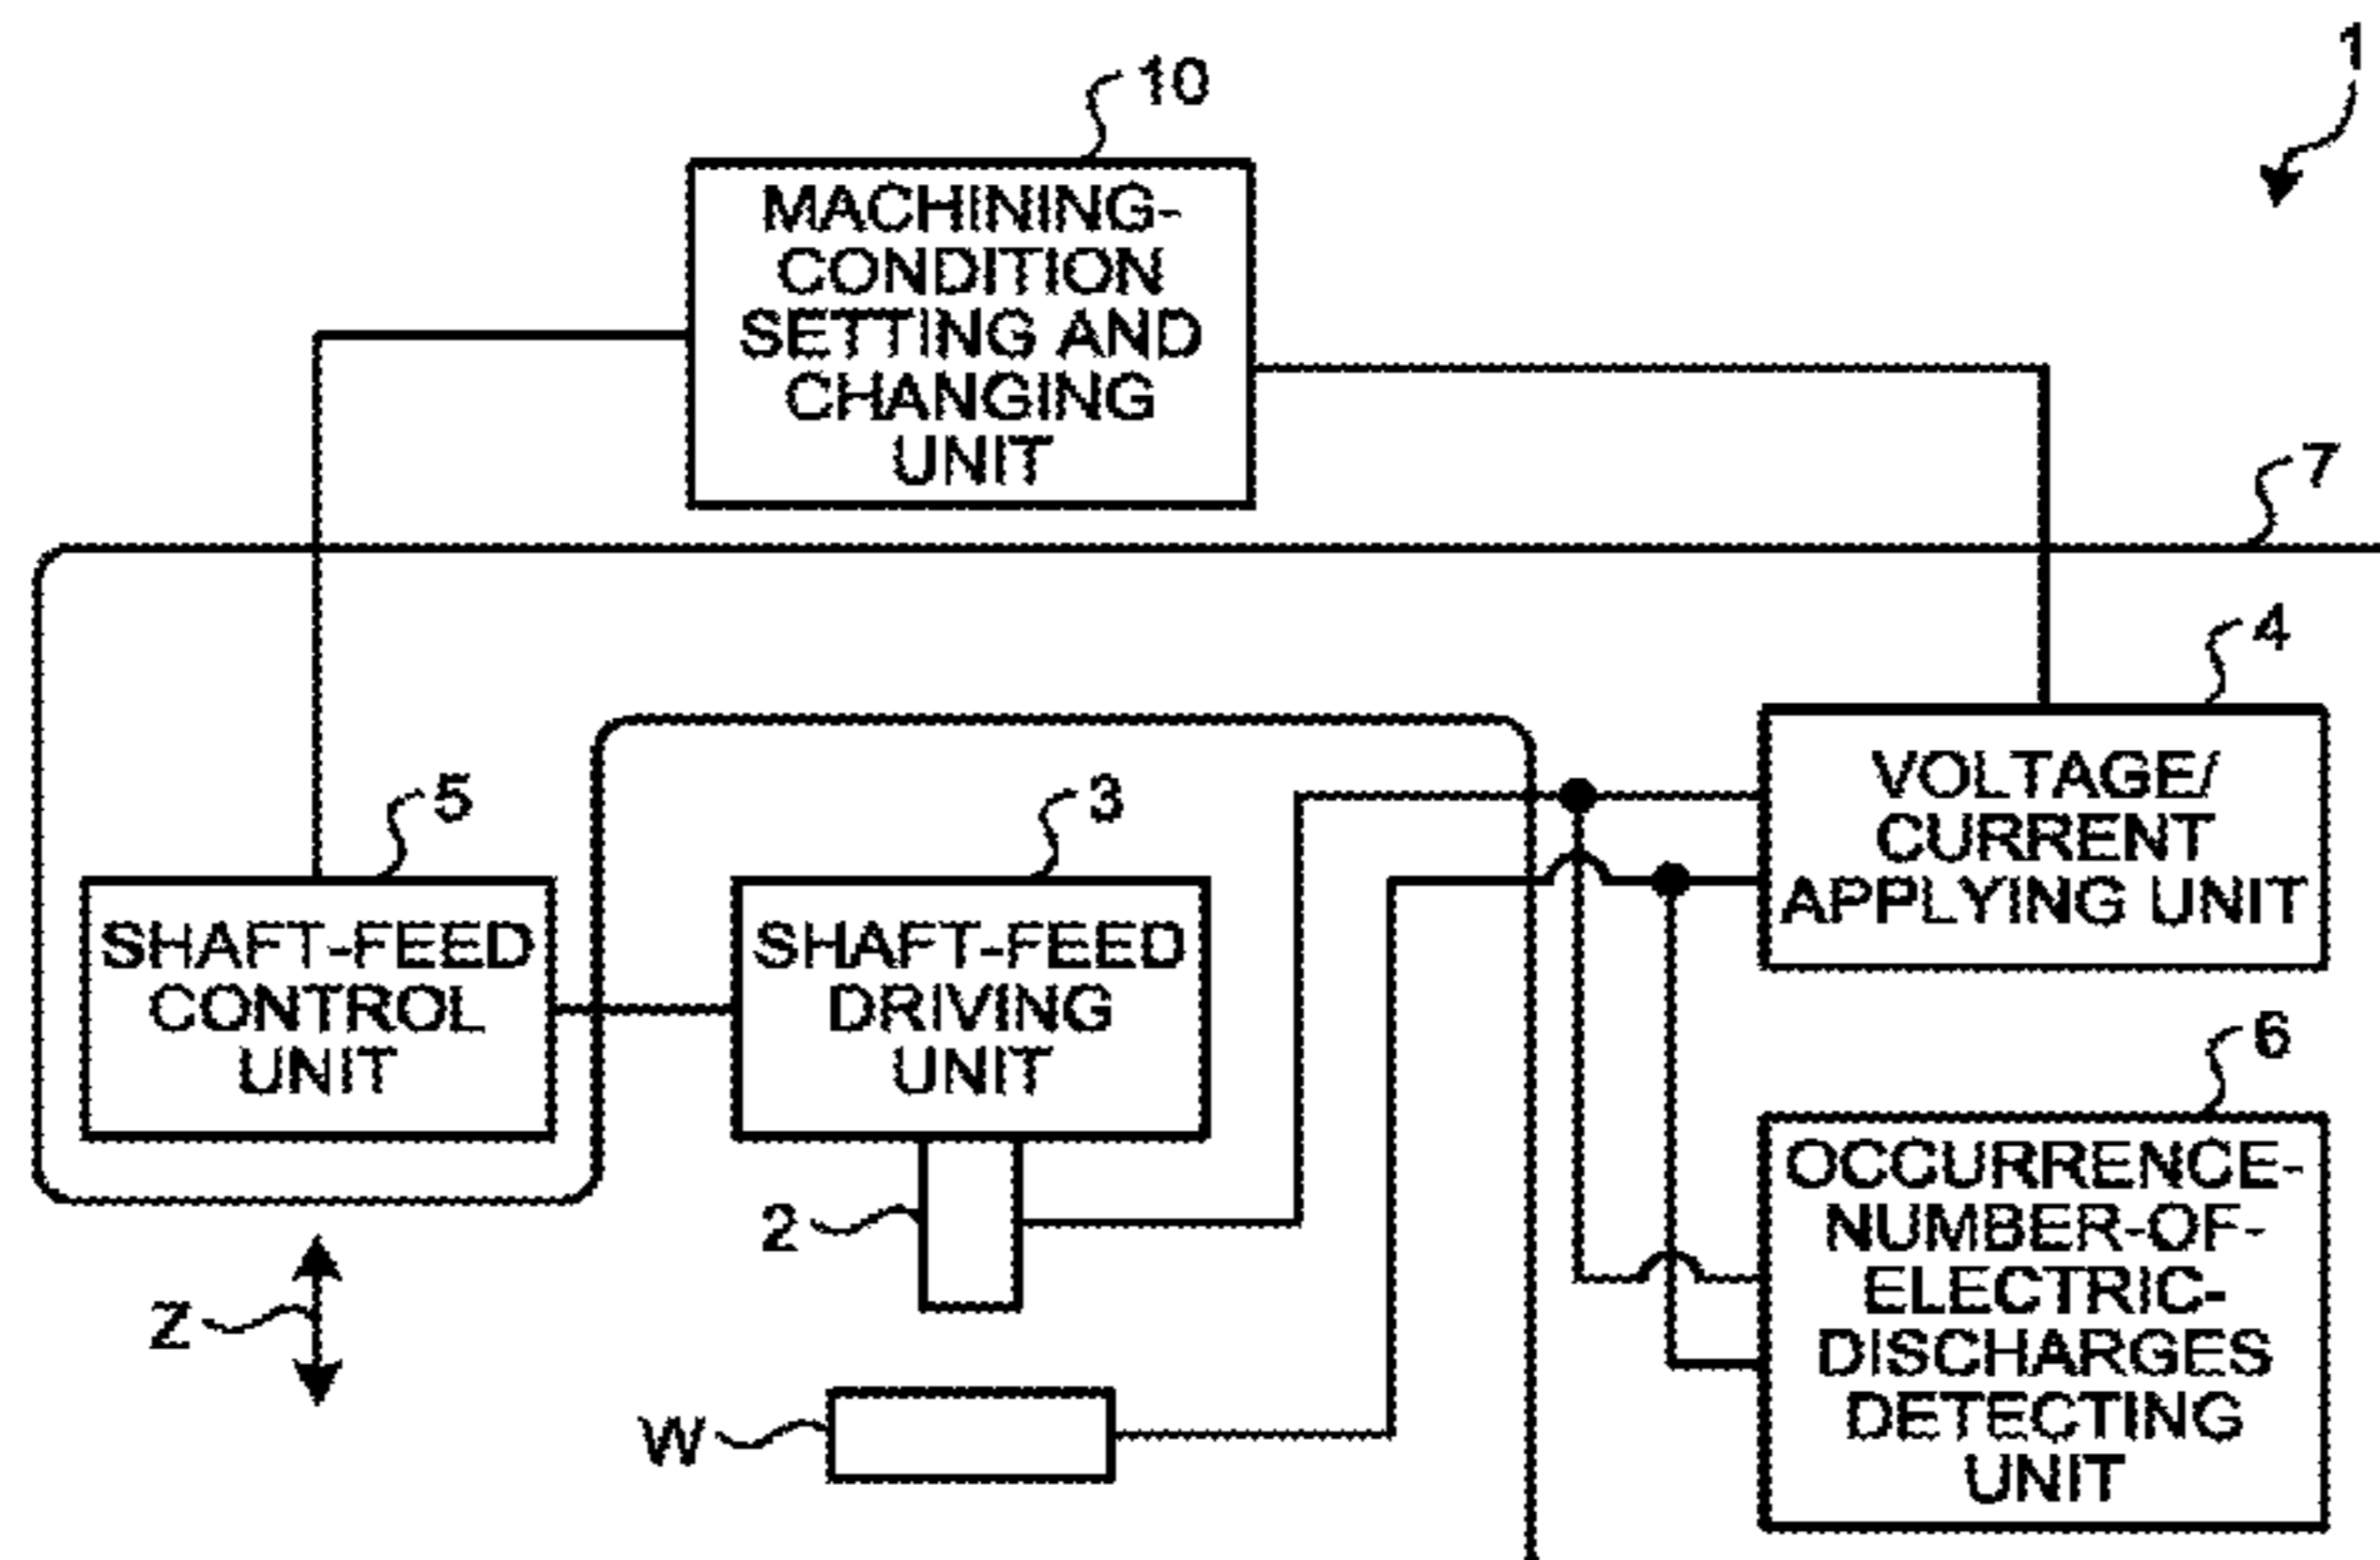 1
10
MACHINING-
CONDITION
SETTING AND
CHANGING
UNIT
7
4
VOLTAGE/
CURRENT
APPLYING UNIT
5
SHAFT-FEED
CONTROL
UNIT
3
SHAFT-FEED
DRIVING
UNIT
6
OCCURRENCE-
NUMBER-OF-
ELECTRIC-
DISCHARGES
DETECTING
UNIT
2
Z
W